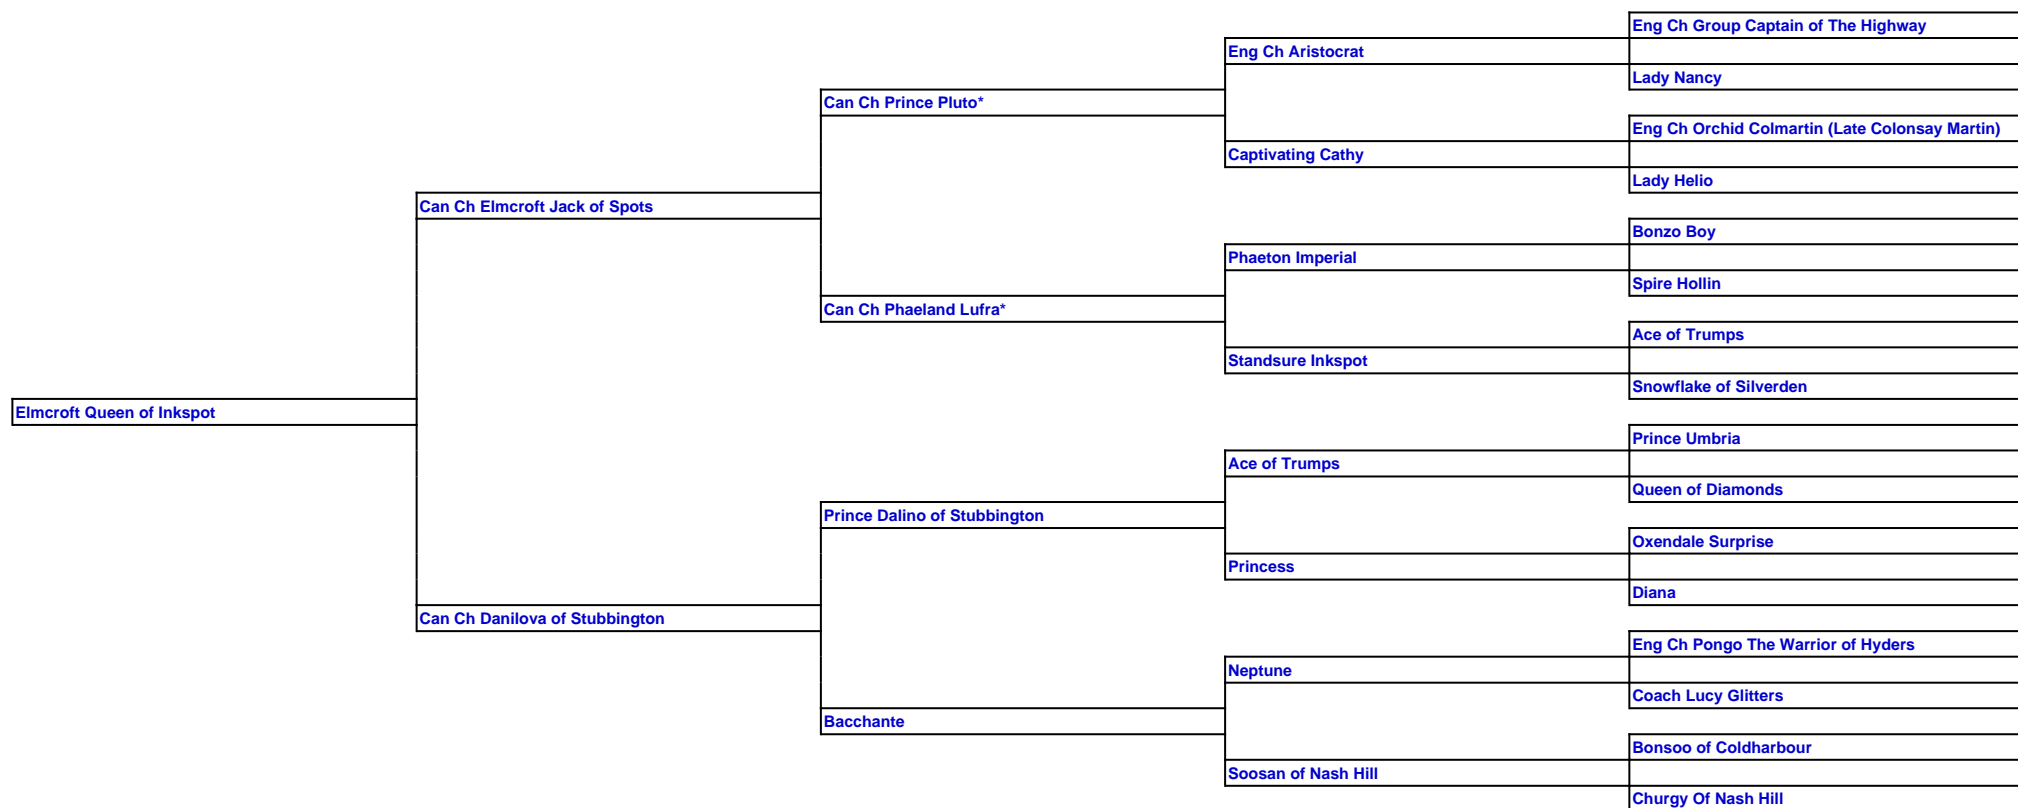 Eng Ch Group Captain of The Highway
Eng Ch Aristocrat
Lady Nancy
Can Ch Prince Pluto*
Eng Ch Orchid Colmartin (Late Colonsay Martin)
Captivating Cathy
Lady Helio
Can Ch Elmcroft Jack of Spots
Bonzo Boy
Phaeton Imperial
Spire Hollin
Can Ch Phaeland Lufra*
Ace of Trumps
Standsure Inkspot
Snowflake of Silverden
Elmcroft Queen of Inkspot
Prince Umbria
Ace of Trumps
Queen of Diamonds
Prince Dalino of Stubbington
Oxendale Surprise
Princess
Diana
Can Ch Danilova of Stubbington
Eng Ch Pongo The Warrior of Hyders
Neptune
Coach Lucy Glitters
Bacchante
Bonsoo of Coldharbour
Soosan of Nash Hill
Churgy Of Nash Hill